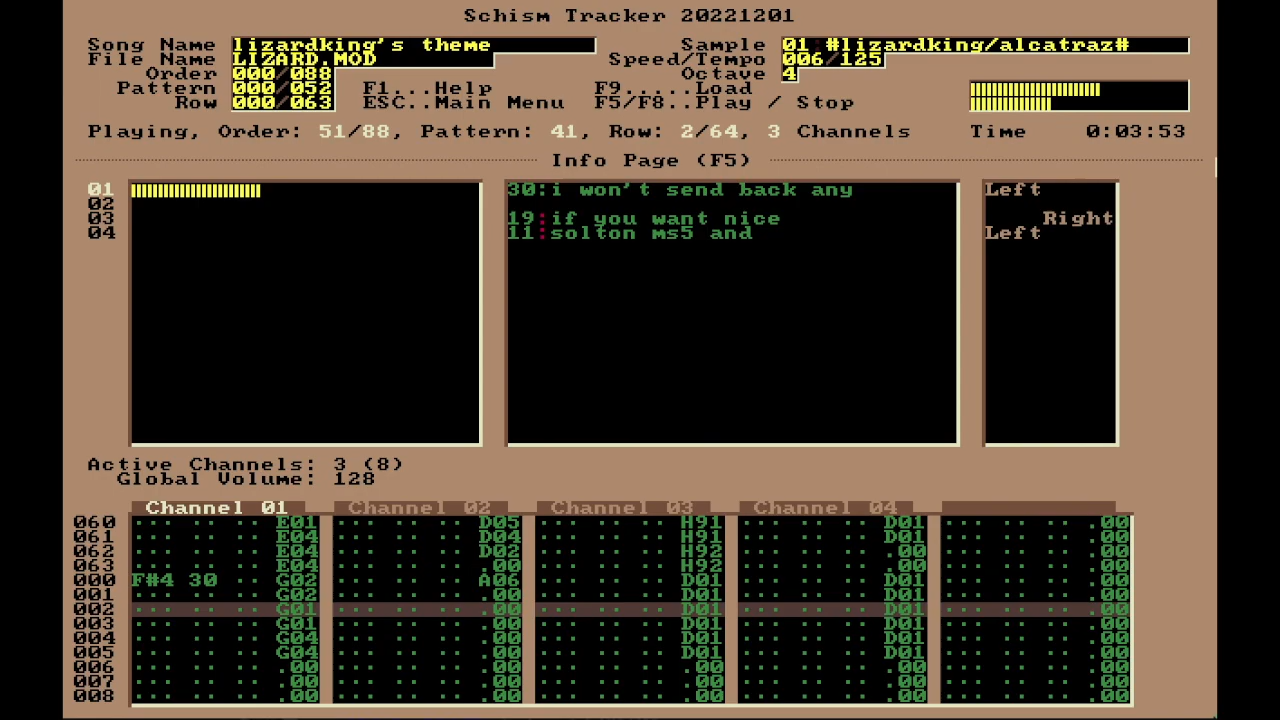 Schism Tracker 20221201
Song Name lizardking's theme Sample 01 #lizardking/alcatraz#
File Name LIZARD.MOD Speed/Tempo 006/125
Order 000/088 Octave 4
Pattern 000/052 F1...Help F9.....Load
Row 000/063 ESC..Main Menu F5/F8..Play / Stop
Playing, Order: 51/88, Pattern: 41, Row: 2/64, 3 Channels Time 0:03:53
Info Page (F5)
01 30:i won't send back any Left
02
03 19:if you want nice Right
04 11:solton ms5 and Left
Active Channels: 3 (8)
Global Volume: 128
Channel 01 Channel 02 Channel 03 Channel 04
060 ... .. .. E01 ... .. .. D05 ... .. .. H91 ... .. .. D01 ... .. .. .00
061 ... .. .. E04 ... .. .. D04 ... .. .. H91 ... .. .. D01 ... .. .. .00
062 ... .. .. E04 ... .. .. D02 ... .. .. H92 ... .. .. .00 ... .. .. .00
063 ... .. .. E04 ... .. .. .00 ... .. .. H92 ... .. .. .00 ... .. .. .00
000 F#4 30 .. G02 ... .. .. A06 ... .. .. D01 ... .. .. D01 ... .. .. .00
001 ... .. .. G02 ... .. .. .00 ... .. .. D01 ... .. .. D01 ... .. .. .00
002 ... .. .. G01 ... .. .. .00 ... .. .. D01 ... .. .. D01 ... .. .. .00
003 ... .. .. G01 ... .. .. .00 ... .. .. D01 ... .. .. D01 ... .. .. .00
004 ... .. .. G04 ... .. .. .00 ... .. .. D01 ... .. .. D01 ... .. .. .00
005 ... .. .. G04 ... .. .. .00 ... .. .. D01 ... .. .. D01 ... .. .. .00
006 ... .. .. .00 ... .. .. .00 ... .. .. .00 ... .. .. .00 ... .. .. .00
007 ... .. .. .00 ... .. .. .00 ... .. .. .00 ... .. .. .00 ... .. .. .00
008 ... .. .. .00 ... .. .. .00 ... .. .. .00 ... .. .. .00 ... .. .. .00